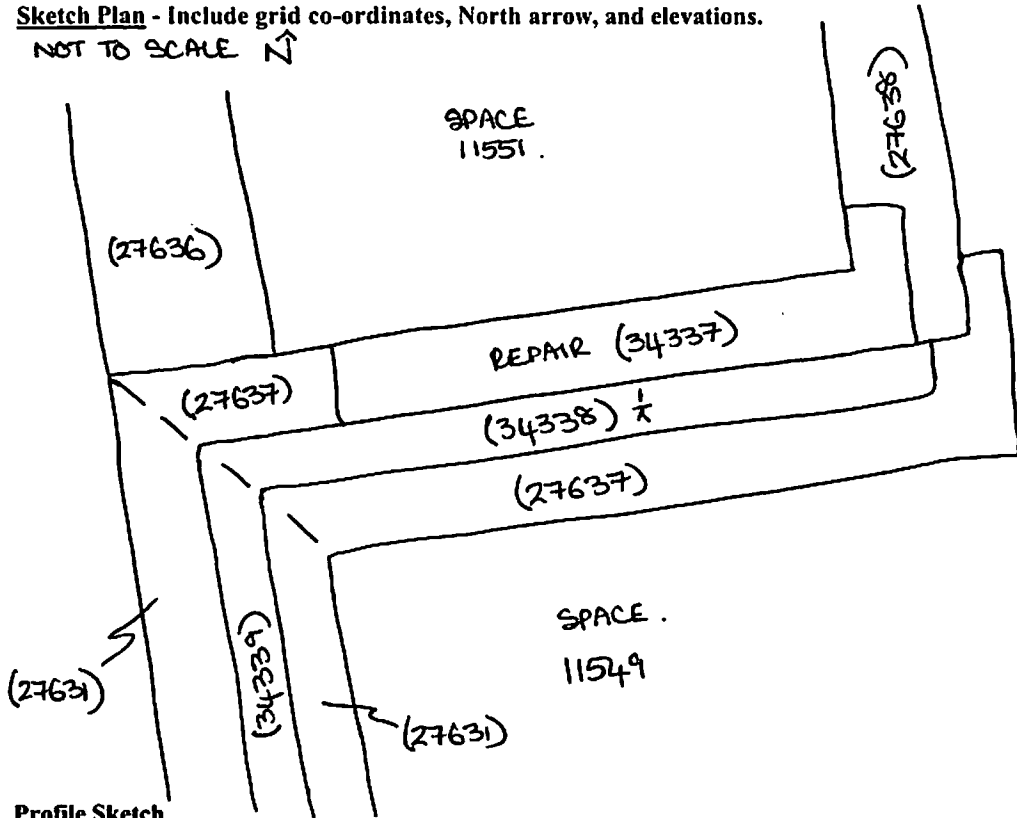 Sketch Plan - Include grid co-ordinates, North arrow, and elevations.
NOT TO SCALE N
SPACE
11551.
(27638)
(27636)
REPAIR (34337)
(27637)
(34338)
(27637)
SPACE.
11549
(34339)
(27631)
(27631)
Profile Sketch